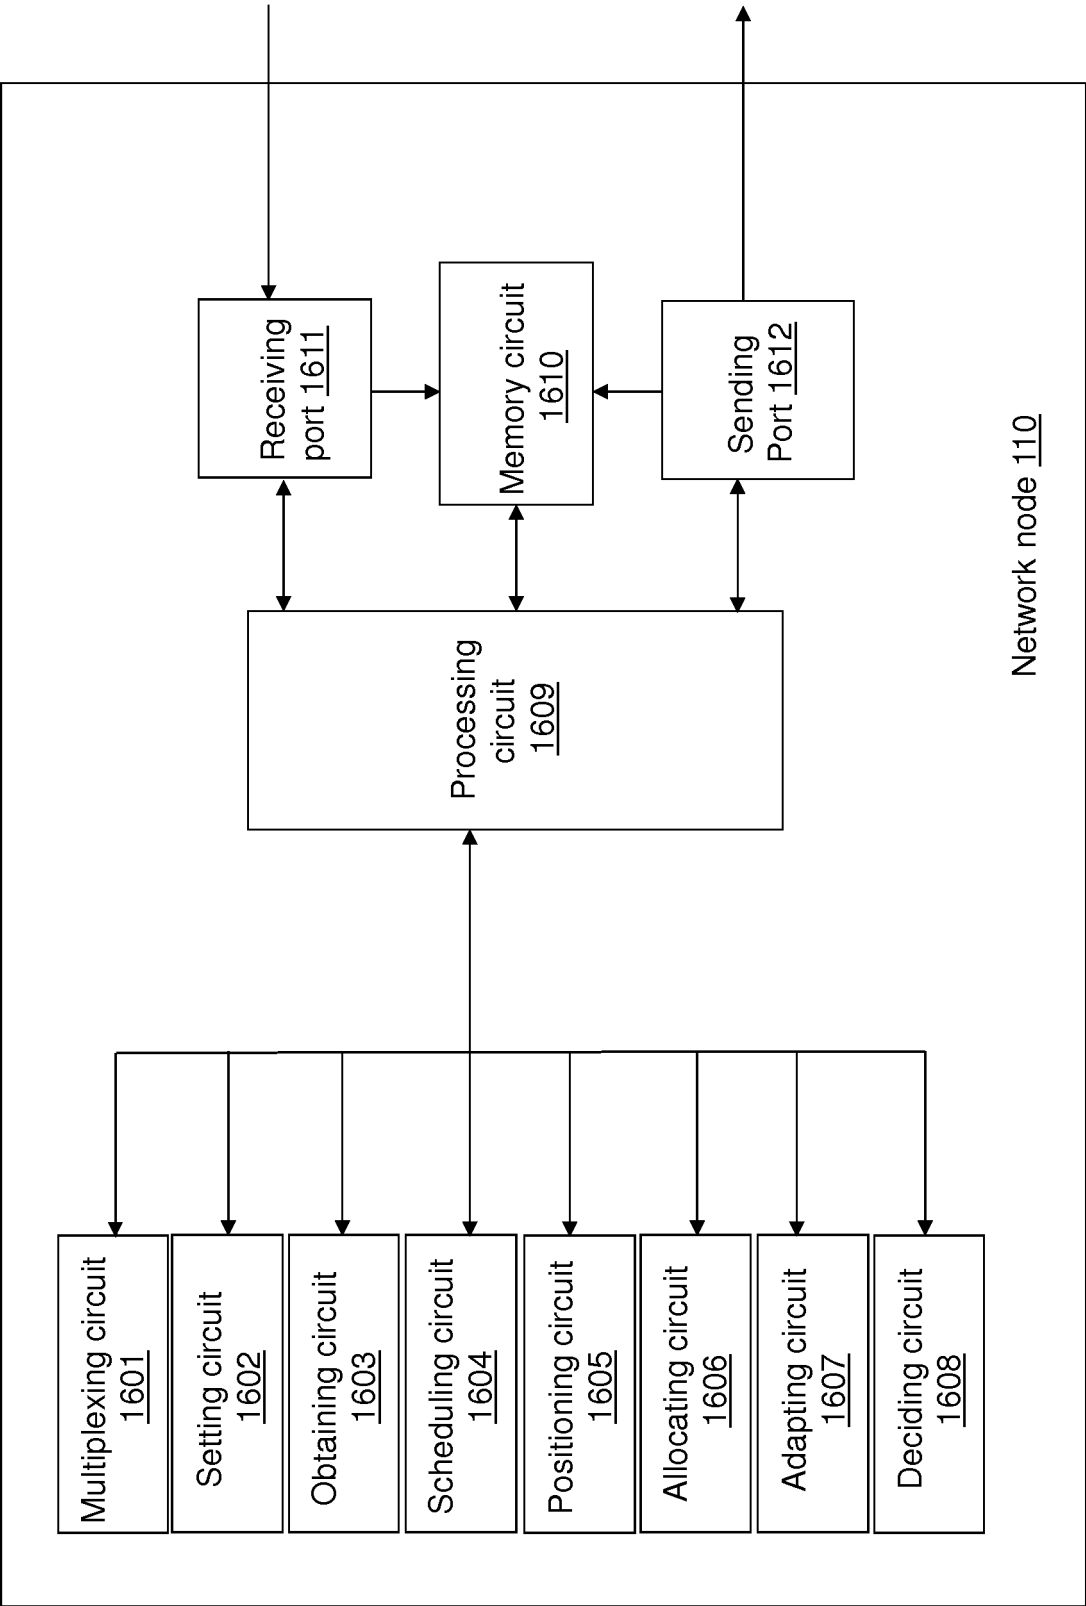 Multiplexing circuit
1601
Setting circuit
1602
Obtaining circuit
1603
Scheduling circuit
1604
Positioning circuit
1605
Allocating circuit
1606
Adapting circuit
1607
Deciding circuit
1608
Processing
circuit
1609
Receiving
port 1611
Memory circuit
1610
Sending
Port 1612
Network node 110